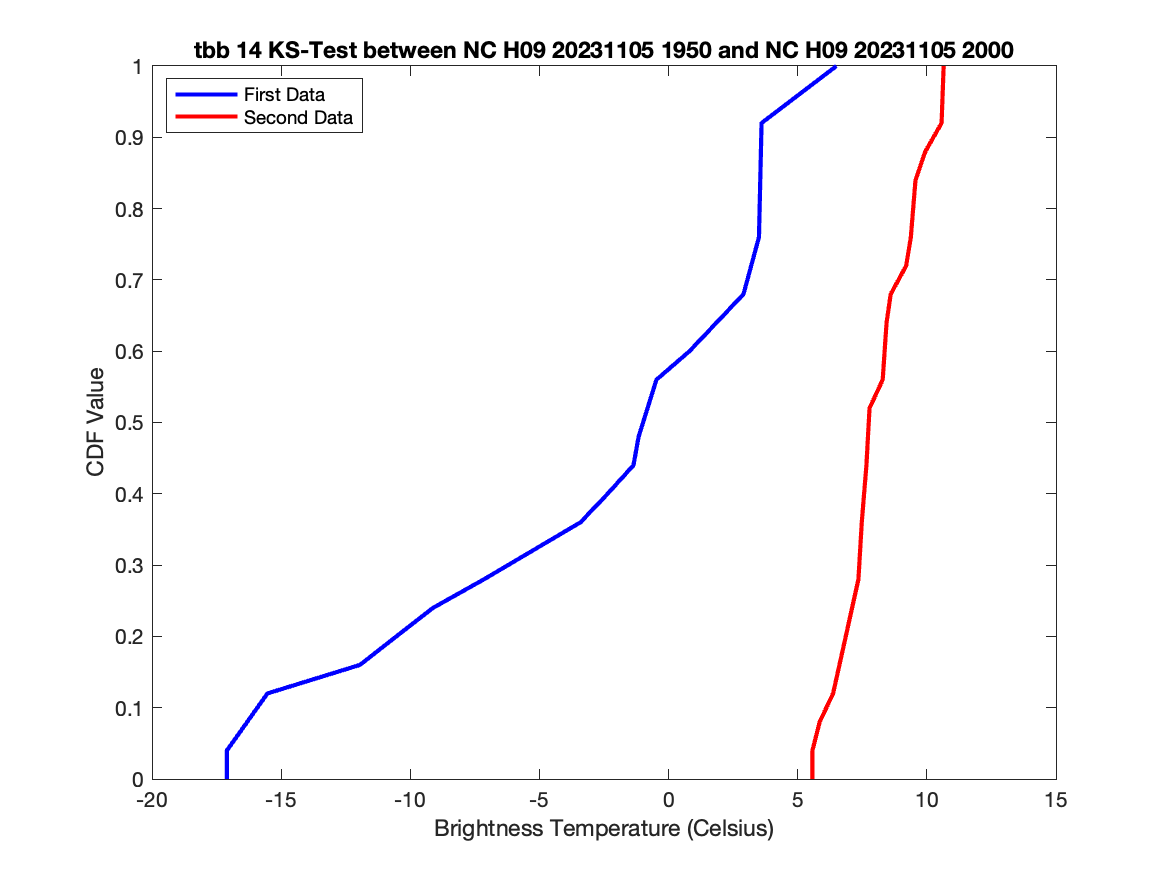 tbb 14 KS-Test between NC H09 20231105 1950 and NC H09 20231105 2000
First Data
Second Data
1
0.9
0.8
0.7
0.6
0.5
0.4
0.3
0.2
0.1
0
CDF Value
-20 -15 -10 -5 0 5 10 15
Brightness Temperature (Celsius)